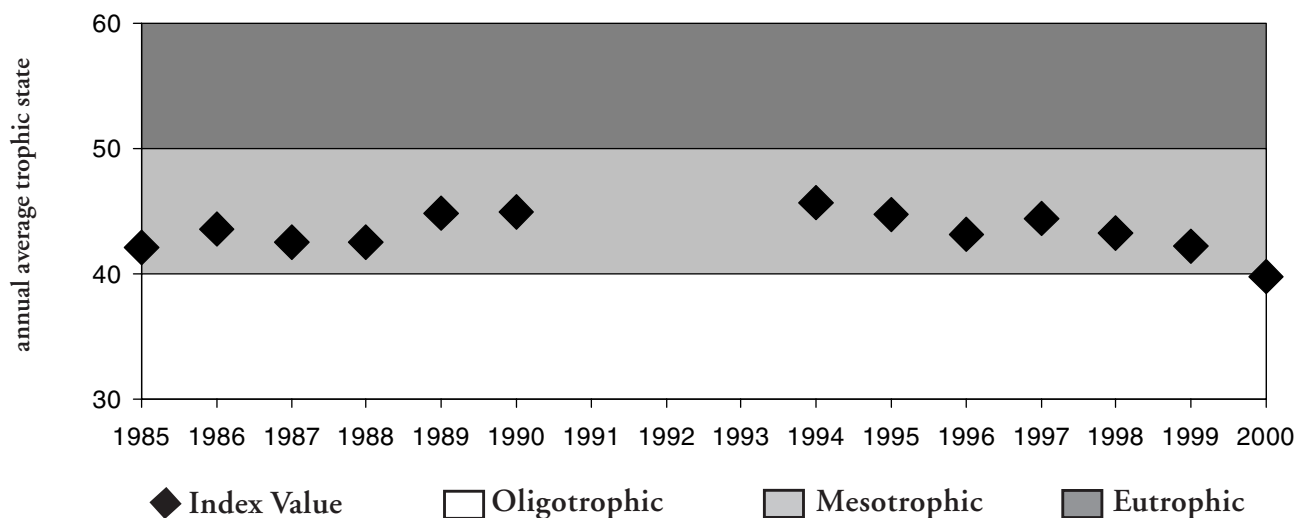 annual average trophic state
60
50
40
30
1985 1986 1987 1988 1989 1990 1991 1992 1993 1994 1995 1996 1997 1998 1999 2000
Index Value Oligotrophic Mesotrophic Eutrophic